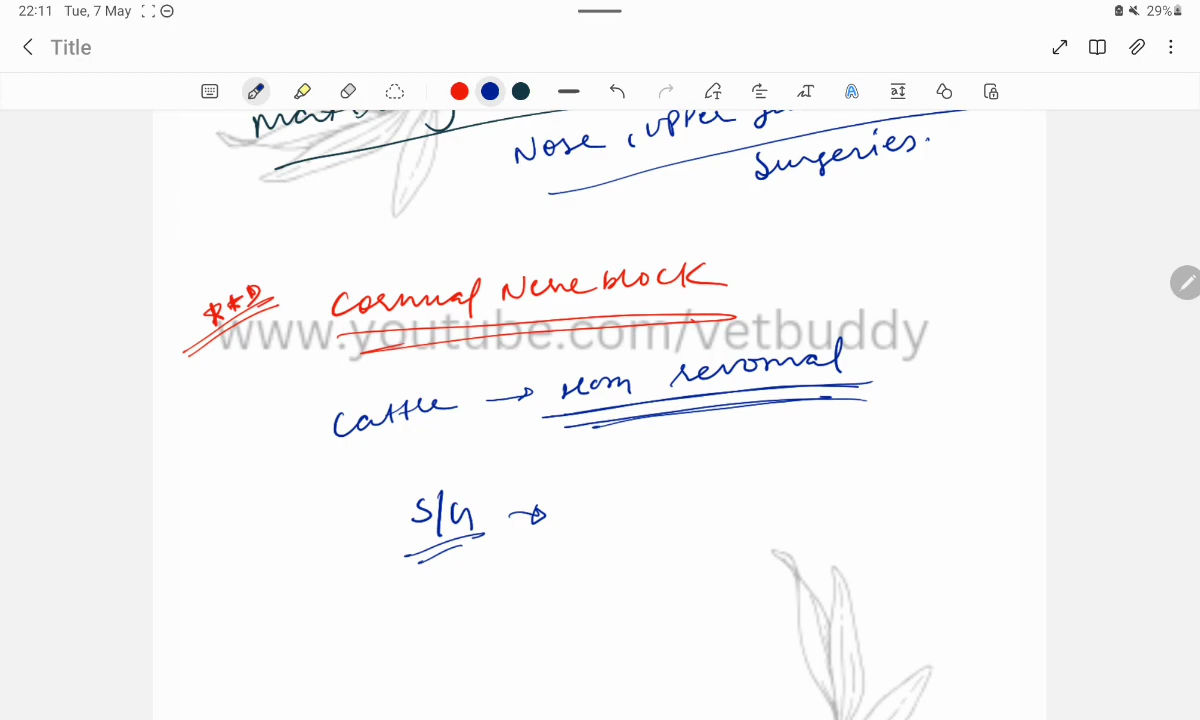 22:11 Tue, 7 May 29%
Title
Nose, upper
Surgeries.
*** Cornual Nerve block
www.youtube.com/vetbuddy
Cattle → Horn revomal
S/G →